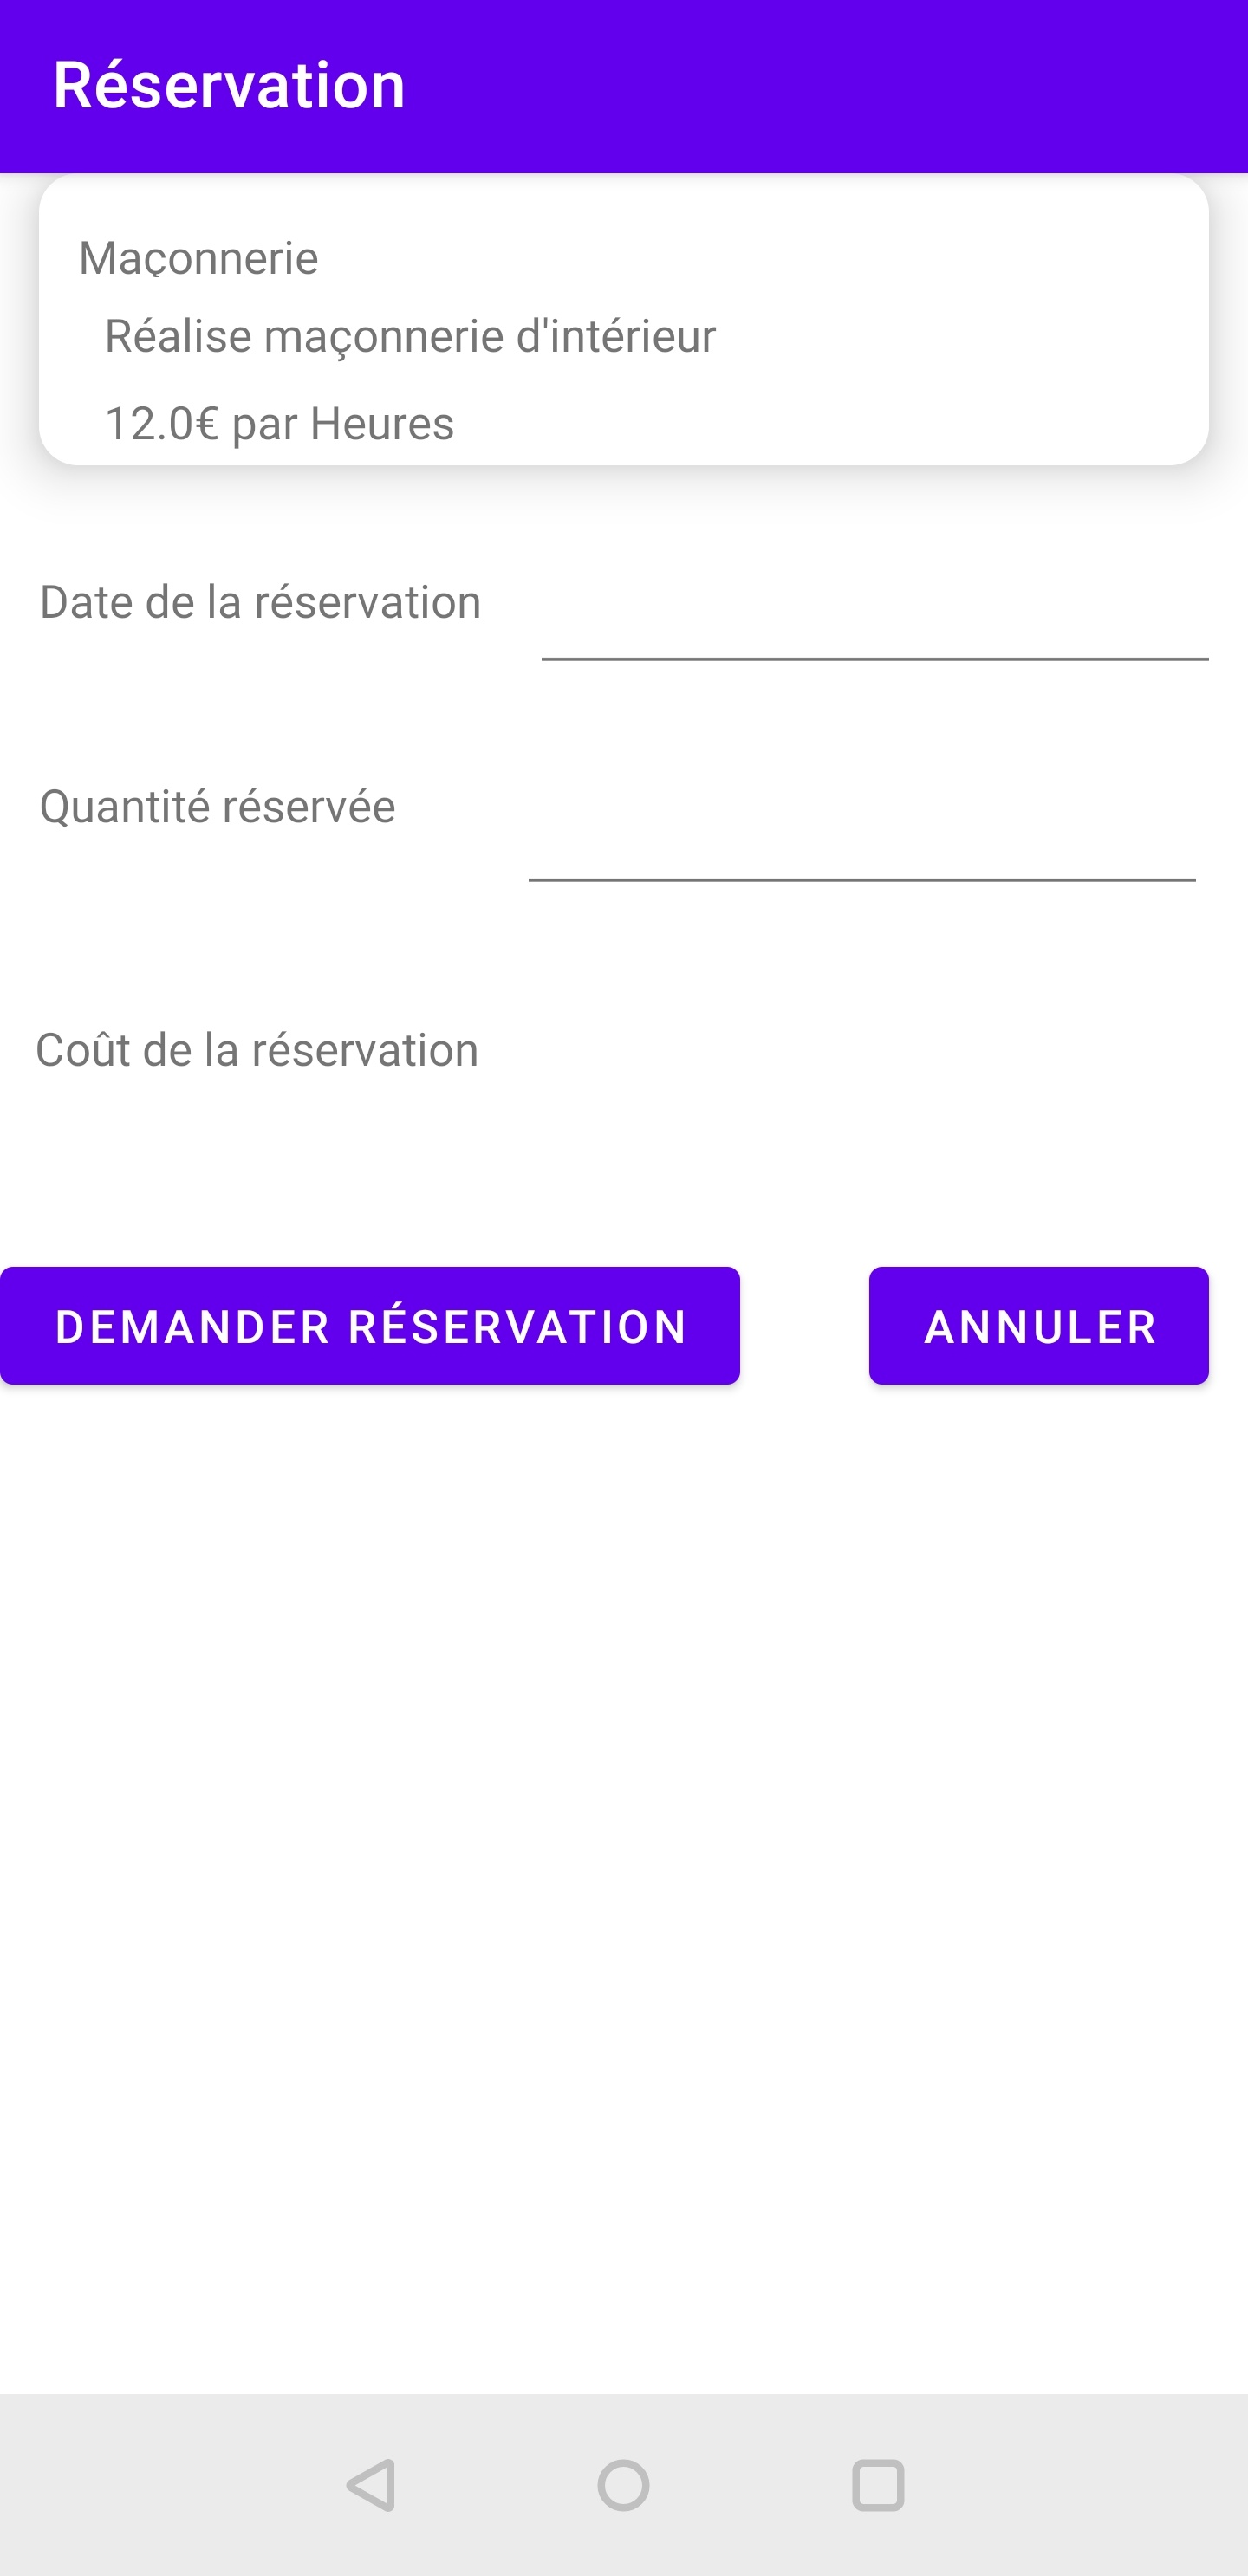 Réservation
Maçonnerie
Réalise maçonnerie d'intérieur
12.0€ par Heures
Date de la réservation
Quantité réservée
Coût de la réservation
DEMANDER RÉSERVATION
ANNULER